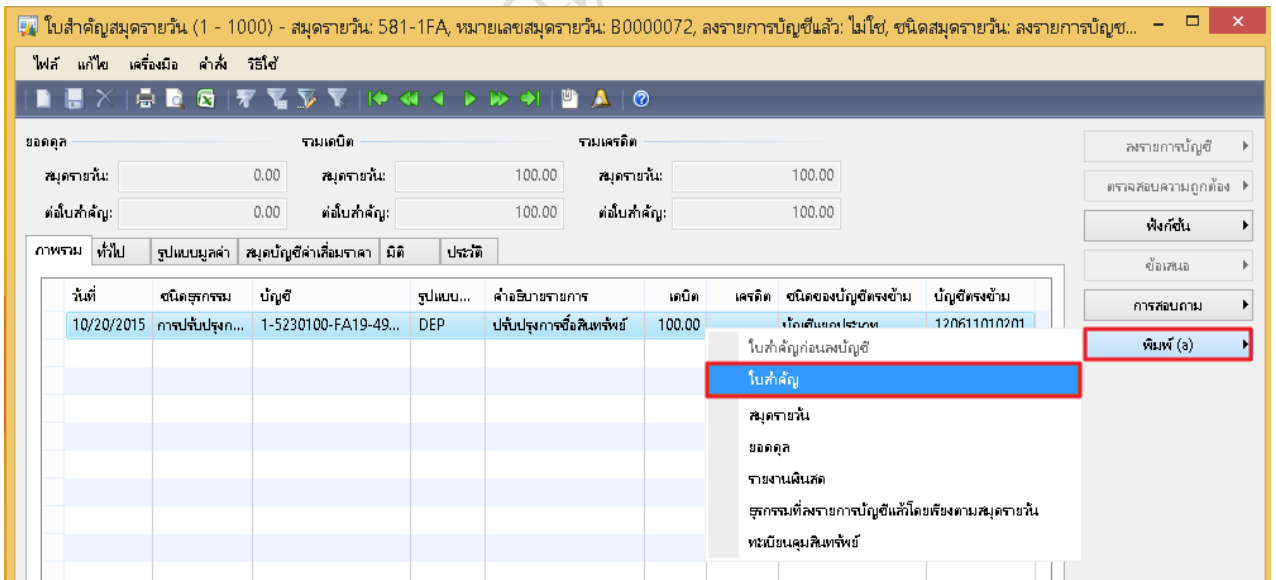 ใบสำคัญสมุดรายวัน (1 - 1000) - สมุดรายวัน: 581-1FA, หมายเลขสมุดรายวัน: B0000072, ลงรายการบัญชีแล้ว: ไม่ใช่, ชนิดสมุดรายวัน: ลงรายการบัญช...
ไฟล์ แก้ไข เครื่องมือ คำสั่ง วิธีใช้
ยอดดุล รวมเดบิต รวมเครดิต
สมุดรายวัน: 0.00 สมุดรายวัน: 100.00 สมุดรายวัน: 100.00
ต่อใบสำคัญ: 0.00 ต่อใบสำคัญ: 100.00 ต่อใบสำคัญ: 100.00
ลงรายการบัญชี
ตรวจสอบความถูกต้อง
ฟังก์ชัน
ข้อเสนอ
การสอบถาม
พิมพ์ (a)
ภาพรวม ทั่วไป รูปแบบมูลค่า สมุดบัญชีค่าเสื่อมราคา มิติ ประวัติ
วันที่ ชนิดธุรกรรม บัญชี รูปแบบ... คำอธิบายรายการ เดบิต เครดิต ชนิดของบัญชีตรงข้าม บัญชีตรงข้าม
10/20/2015 การปรับปรุงก... 1-5230100-FA19-49... DEP ปรับปรุงการซื้อสินทรัพย์ 100.00 บัญชีแยกประเภท 120611010201
ใบสำคัญก่อนลงบัญชี
ใบสำคัญ
สมุดรายวัน
ยอดดุล
รายงานเงินสด
ธุรกรรมที่ลงรายการบัญชีแล้วโดยเรียงตามสมุดรายวัน
ทะเบียนคุมสินทรัพย์